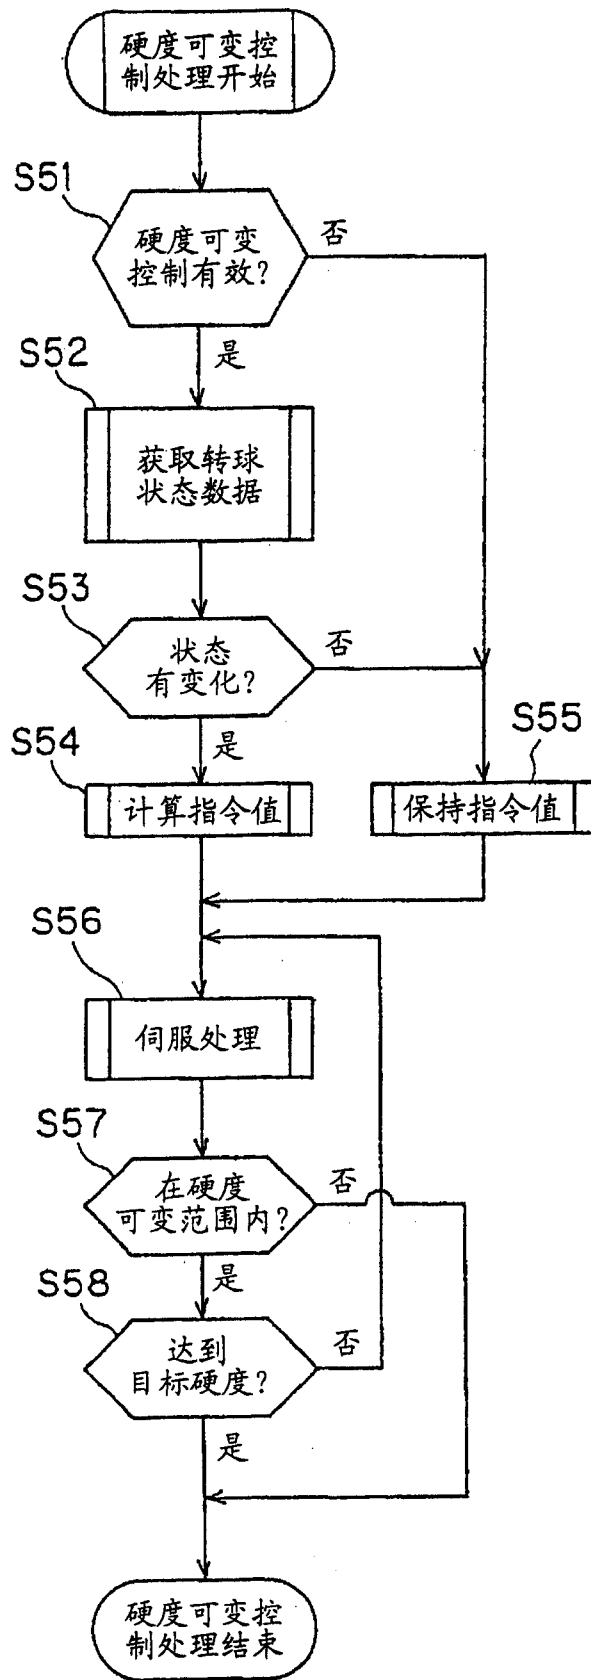 硬度可变控
制处理开始
S51
硬度可变
控制有效?
否
是
S52
获取转球
状态数据
S53
状态
有变化?
否
是
S54
计算指令值
S55
保持指令值
S56
伺服处理
S57
在硬度
可变范围内?
否
是
S58
达到
目标硬度?
否
是
硬度可变控
制处理结束